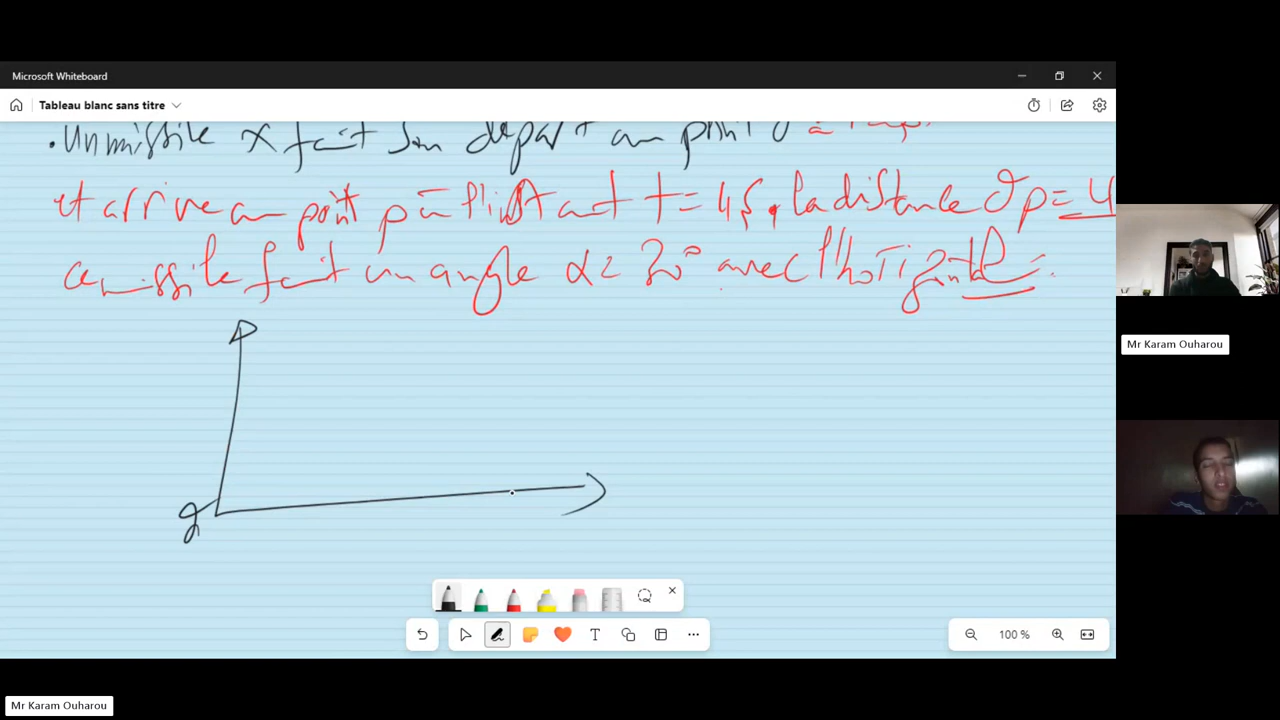 Microsoft Whiteboard
Tableau blanc sans titre
. Un missile X fait son départ au point O à l'
et arrive au point p à l'instant t = 4s, la distance Op = 4
ce missile fait un angle α = 30° avec l'horizontal.
Mr Karam Ouharou
100 %
Mr Karam Ouharou